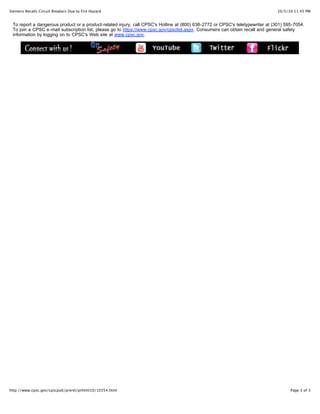 Siemens Recalls Circuit Breakers Due to Fire Hazard 10/5/10 11:45 PM
To report a dangerous product or a product-related injury, call CPSC's Hotline at (800) 638-2772 or CPSC's teletypewriter at (301) 595-7054.
To join a CPSC e-mail subscription list, please go to https://www.cpsc.gov/cpsclist.aspx. Consumers can obtain recall and general safety
information by logging on to CPSC's Web site at www.cpsc.gov.
Connect with us! On Safety YouTube Twitter Flickr
http://www.cpsc.gov/cpscpub/prerel/prhtml10/10354.html Page 3 of 3